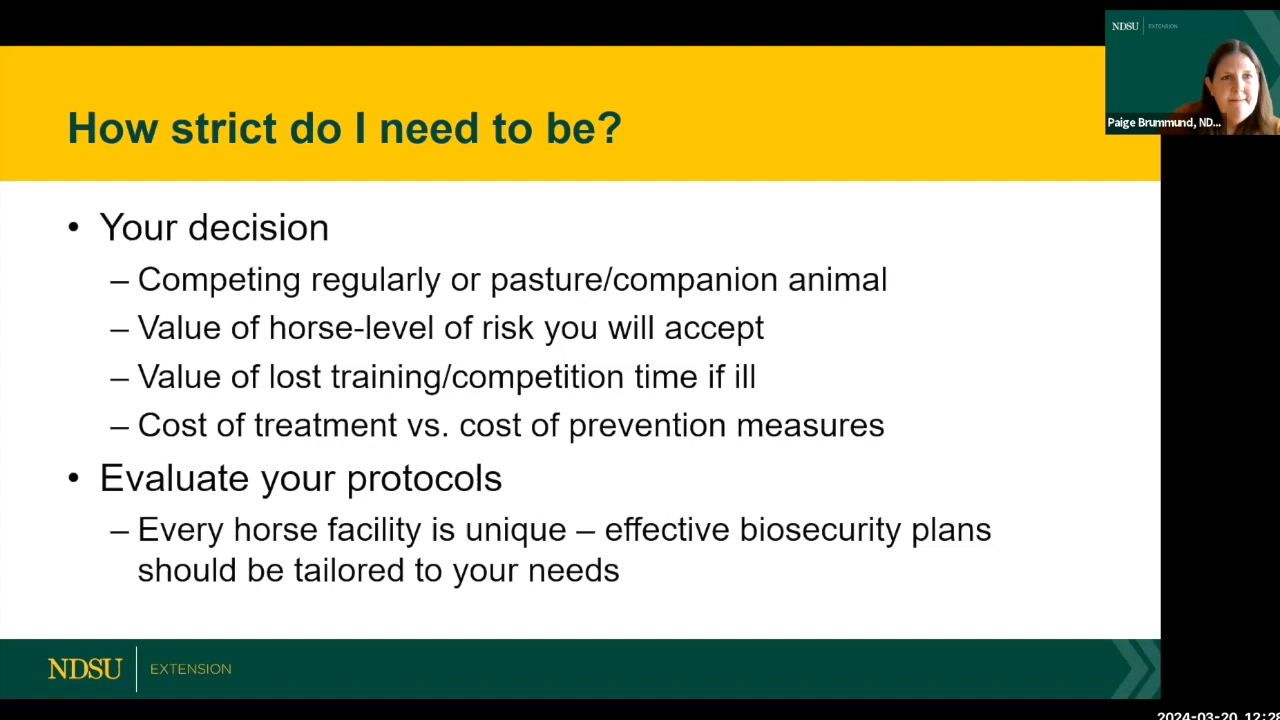 NDSU EXTENSION
Paige Brummund, ND...
How strict do I need to be?
• Your decision
– Competing regularly or pasture/companion animal
– Value of horse-level of risk you will accept
– Value of lost training/competition time if ill
– Cost of treatment vs. cost of prevention measures
• Evaluate your protocols
– Every horse facility is unique – effective biosecurity plans
should be tailored to your needs
NDSU EXTENSION